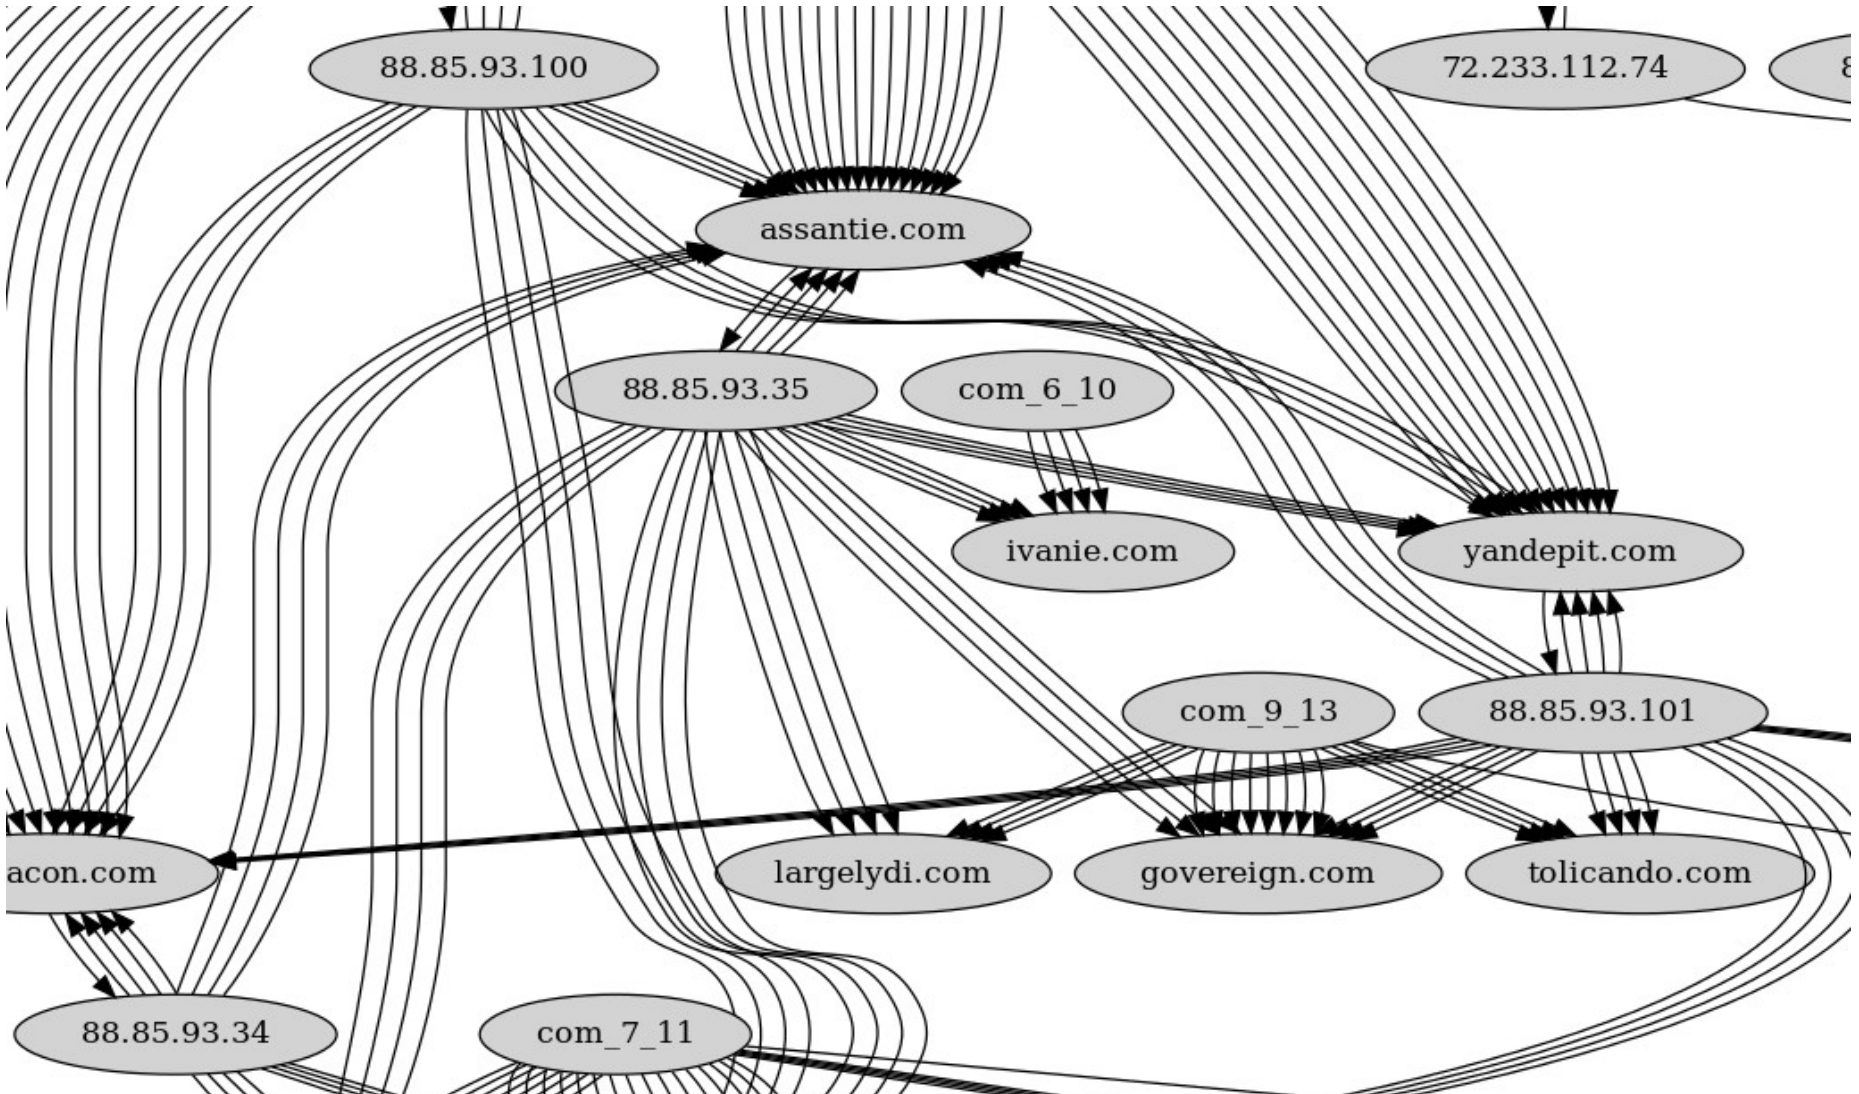 88.85.93.100
72.233.112.74
8
assantie.com
88.85.93.35
com_6_10
ivanie.com
yandepit.com
com_9_13
88.85.93.101
acon.com
largelydi.com
govereign.com
tolicando.com
88.85.93.34
com_7_11